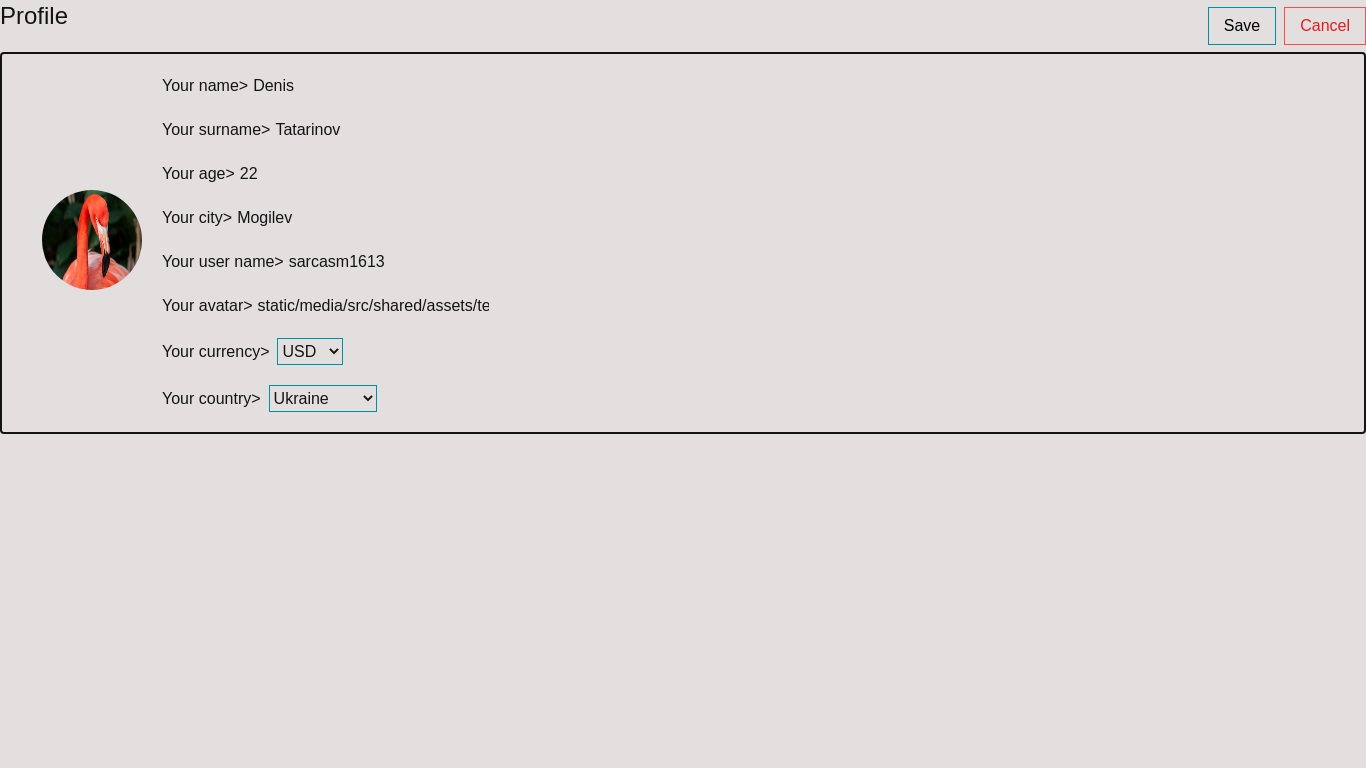 Profile
Save
Cancel
Your name> Denis
Your surname> Tatarinov
Your age> 22
Your city> Mogilev
Your user name> sarcasm1613
Your avatar> static/media/src/shared/assets/te
Your currency> USD
Your country> Ukraine